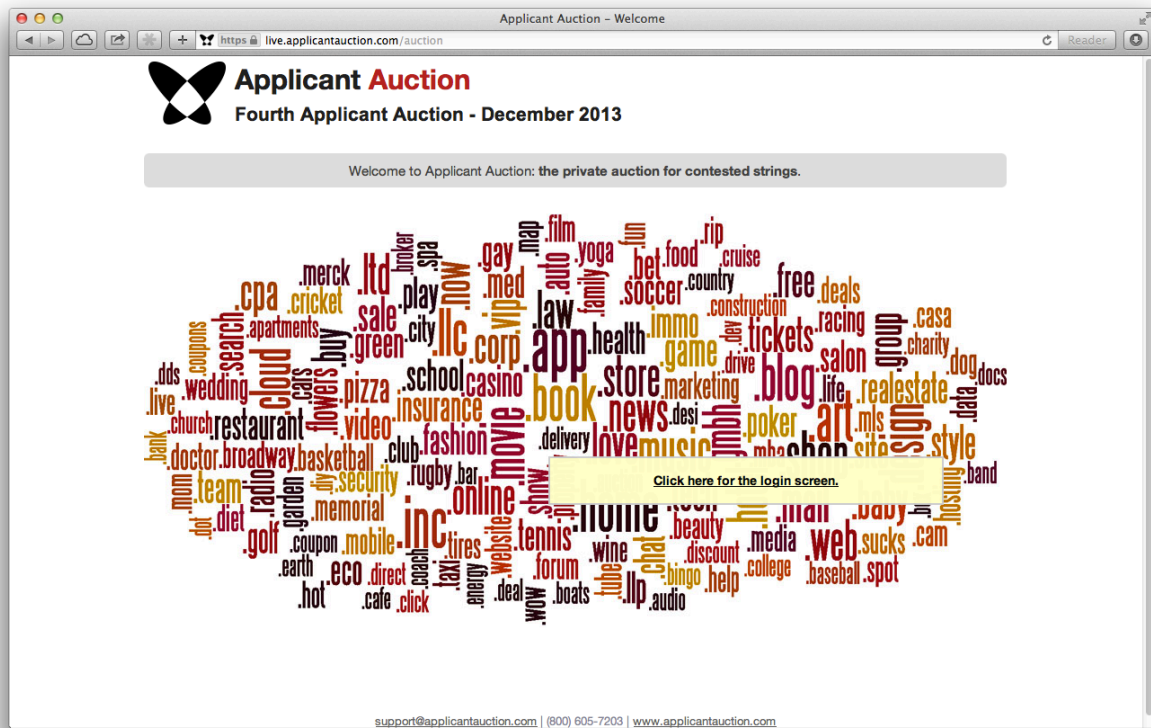 Applicant Auction – Welcome
https live.applicantauction.com/auction
Reader
Applicant Auction
Fourth Applicant Auction - December 2013
Welcome to Applicant Auction: the private auction for contested strings.
.film .rip .fun .map
.broker .spa .gay .yoga .bet .food .cruise
.merck .ltd .now .med .auto .family .soccer .country .free .deals
.cpa .cricket .play .vip .law .construction
.coupons .search .apartments .sale .city .llc .corp .app .health .immo .dev .tickets .racing .group .casa
.green .buy .game .drive .salon .charity
.dds .wedding .cloud .cars .flowers .pizza .school .casino .book .store .marketing .blog .life .realestate .dog .docs
.live .insurance .news .desi .poker .art .mls .data
.bank .church .restaurant .video .club .fashion .movie .delivery .love .music .mba .shop .site .style
.doctor .broadway .basketball .rugby .bar .band
.mom .team .radio .garden .diy .security .online .show
Click here for the login screen.
.hosting
.dot .diet .memorial .inc .home .mail .baby
.golf .coupon .mobile .tires .website .tennis .wine .chat .beauty .media .web .sucks .cam
.earth .eco .direct .coach .taxi .energy .forum .tube .discount .college .baseball .spot
.hot .cafe .click .deal .wow .boats .llp .bingo .help .audio
support@applicantauction.com | (800) 605-7203 | www.applicantauction.com